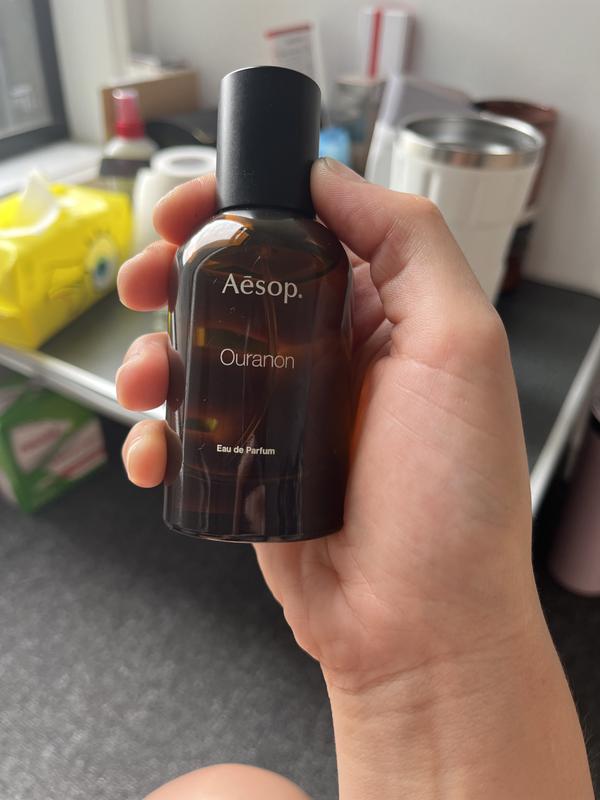 Aēsop.
Ouranon
Eau de Parfum